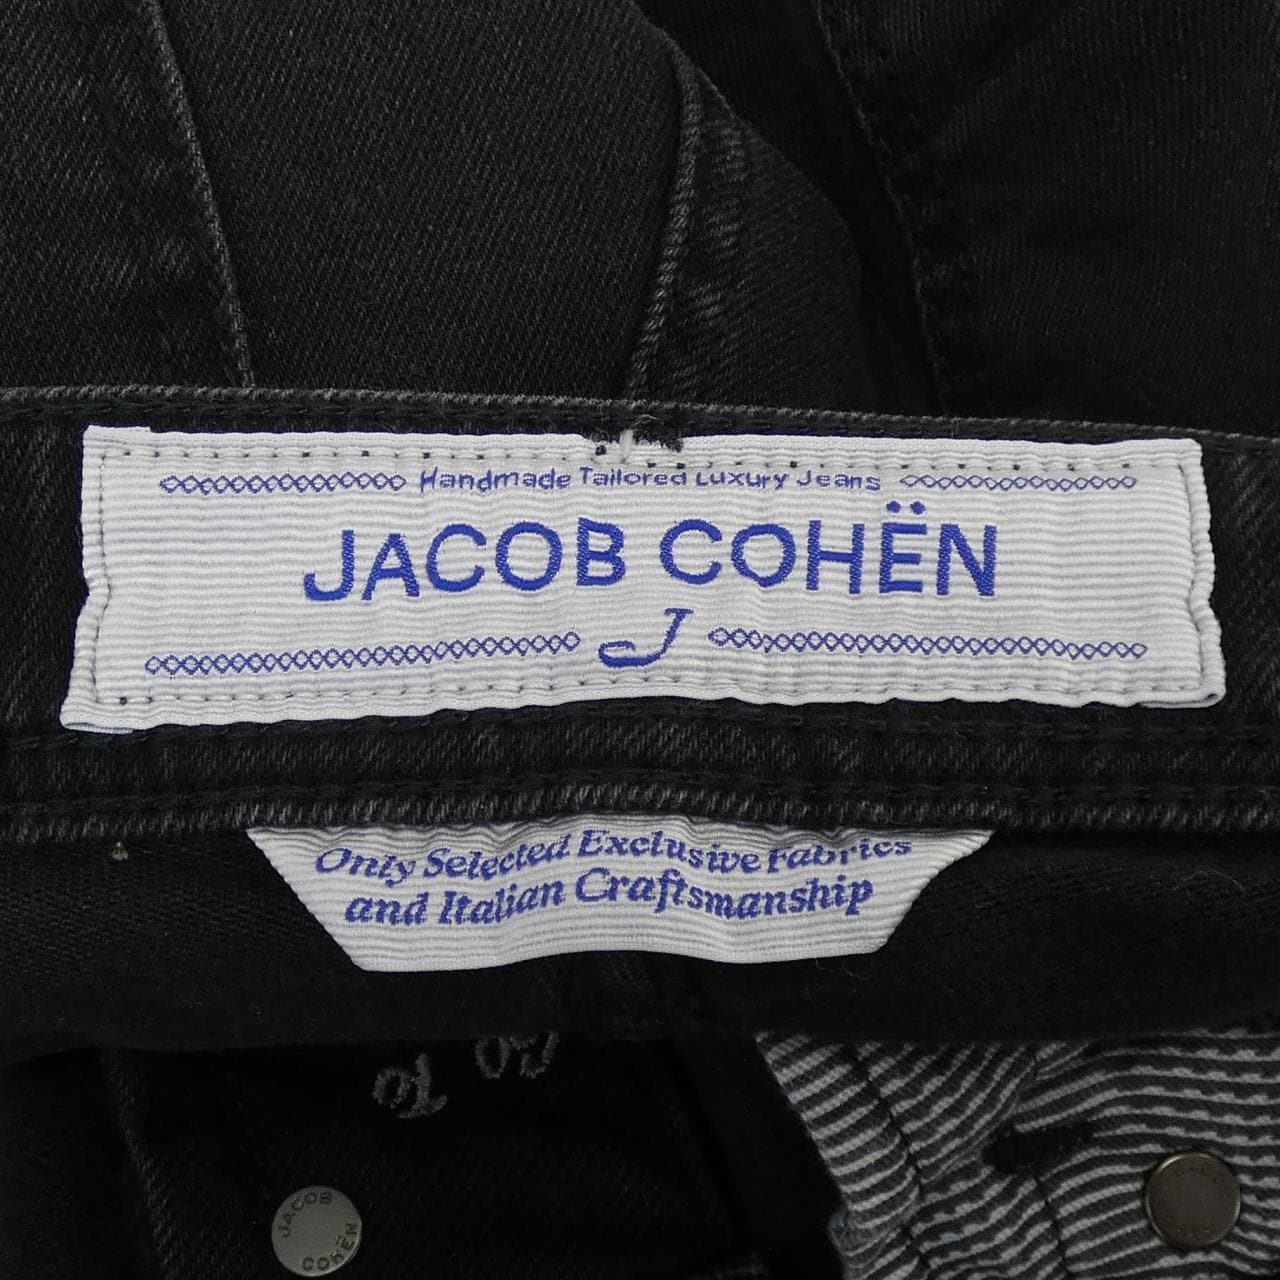 Handmade Tailored Luxury Jeans
JACOB COHËN
J
Only Selected Exclusive Fabrics
and Italian Craftsmanship
JACOB
COHËN